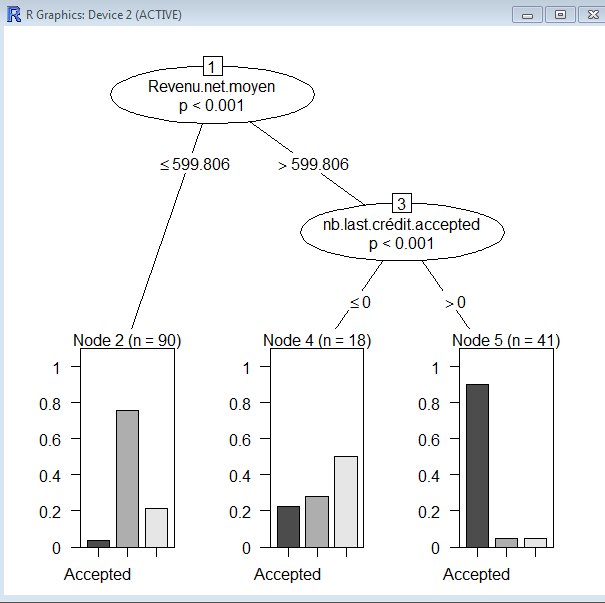 R Graphics: Device 2 (ACTIVE)
1
Revenu.net.moyen
p < 0.001
≤ 599.806
> 599.806
3
nb.last.crédit.accepted
p < 0.001
≤ 0
> 0
Node 2 (n = 90)
1
0.8
0.6
0.4
0.2
0
Accepted
Node 4 (n = 18)
1
0.8
0.6
0.4
0.2
0
Accepted
Node 5 (n = 41)
1
0.8
0.6
0.4
0.2
0
Accepted